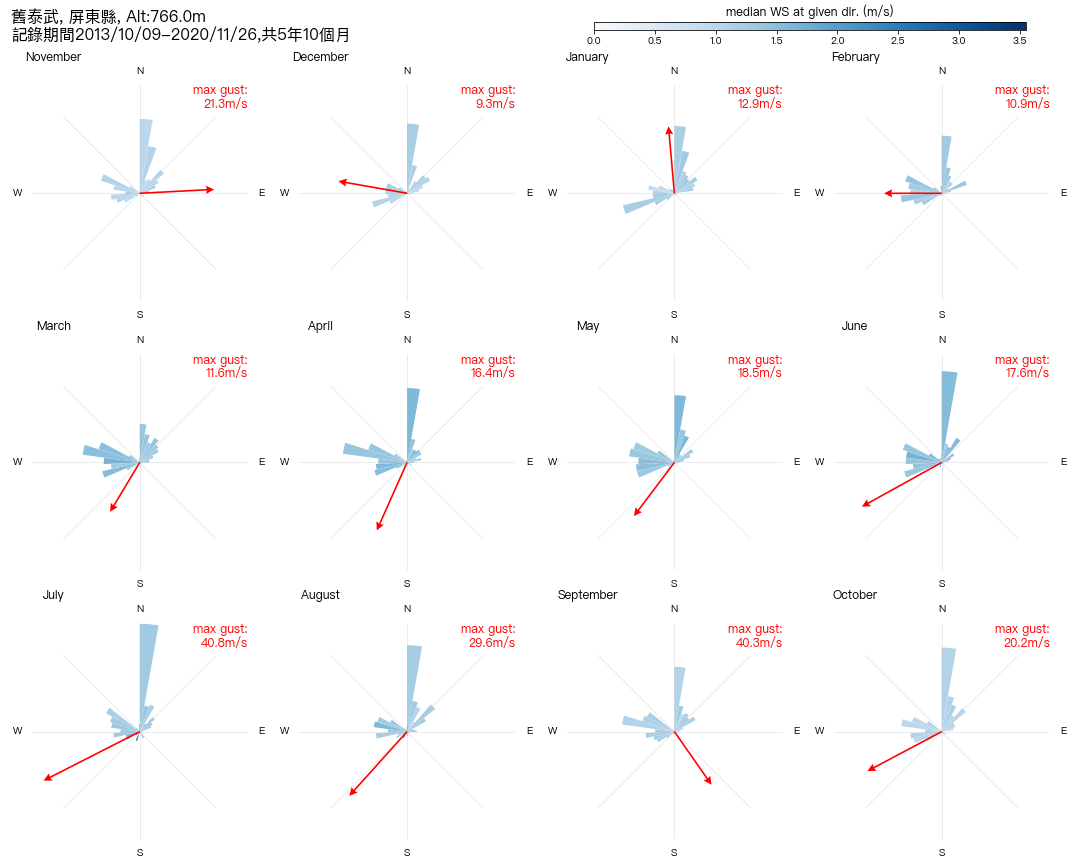 舊泰武, 屏東縣, Alt:766.0m
記錄期間2013/10/09–2020/11/26,共5年10個月
median WS at given dir. (m/s)
0.0 0.5 1.0 1.5 2.0 2.5 3.0 3.5
November
N
max gust:
21.3m/s
W
E
S
December
N
max gust:
9.3m/s
W
E
S
January
N
max gust:
12.9m/s
W
E
S
February
N
max gust:
10.9m/s
W
E
S
March
N
max gust:
11.6m/s
W
E
S
April
N
max gust:
16.4m/s
W
E
S
May
N
max gust:
18.5m/s
W
E
S
June
N
max gust:
17.6m/s
W
E
S
July
N
max gust:
40.8m/s
W
E
S
August
N
max gust:
29.6m/s
W
E
S
September
N
max gust:
40.3m/s
W
E
S
October
N
max gust:
20.2m/s
W
E
S